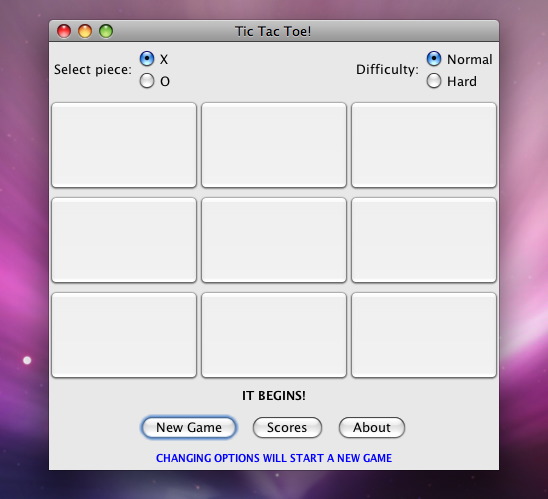 Tic Tac Toe!
Select piece:
X
O
Difficulty:
Normal
Hard
IT BEGINS!
New Game
Scores
About
CHANGING OPTIONS WILL START A NEW GAME